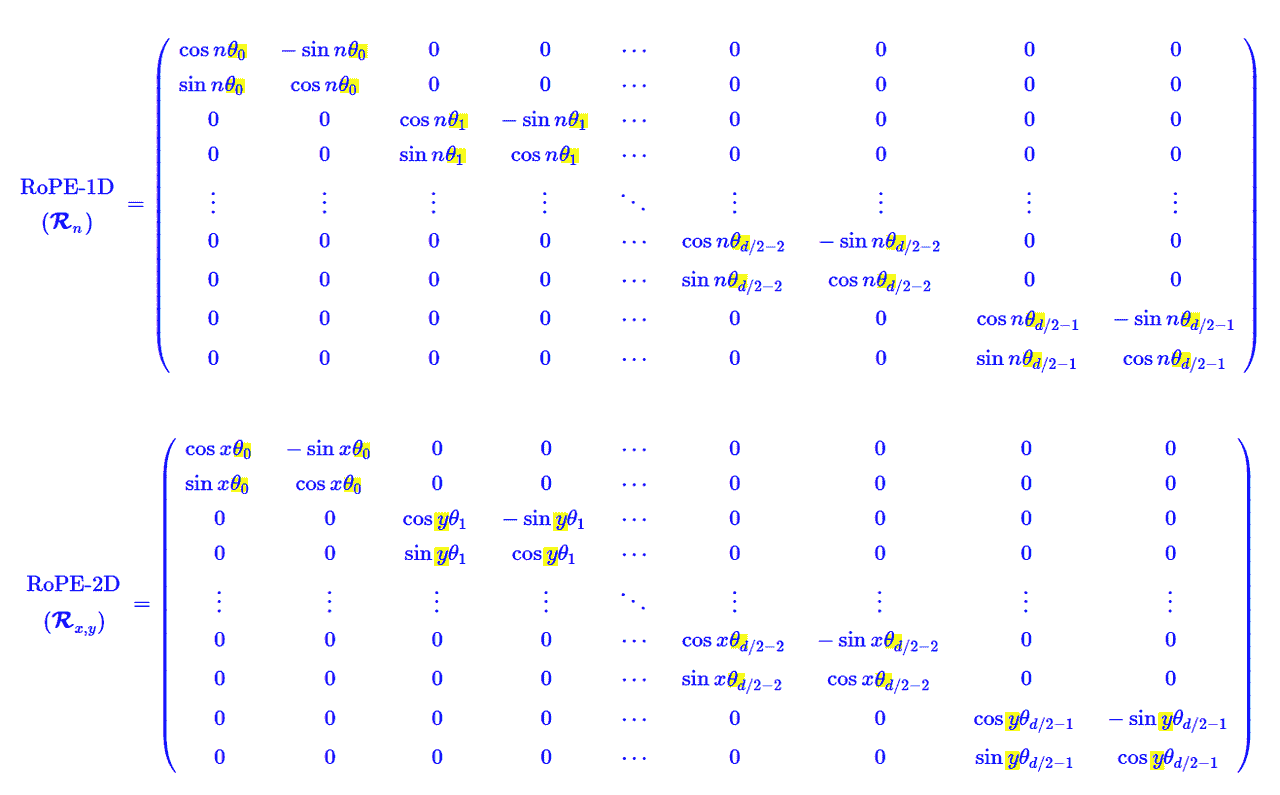 cos nθ₀ − sin nθ₀ 0 0 ⋯ 0 0 0 0
sin nθ₀ cos nθ₀ 0 0 ⋯ 0 0 0 0
0 0 cos nθ₁ − sin nθ₁ ⋯ 0 0 0 0
0 0 sin nθ₁ cos nθ₁ ⋯ 0 0 0 0
RoPE-1D
(𝓡ₙ) = ⋮ ⋮ ⋮ ⋮ ⋱ ⋮ ⋮ ⋮ ⋮
0 0 0 0 ⋯ cos nθ_{d/2−2} − sin nθ_{d/2−2} 0 0
0 0 0 0 ⋯ sin nθ_{d/2−2} cos nθ_{d/2−2} 0 0
0 0 0 0 ⋯ 0 0 cos nθ_{d/2−1} − sin nθ_{d/2−1}
0 0 0 0 ⋯ 0 0 sin nθ_{d/2−1} cos nθ_{d/2−1}
cos xθ₀ − sin xθ₀ 0 0 ⋯ 0 0 0 0
sin xθ₀ cos xθ₀ 0 0 ⋯ 0 0 0 0
0 0 cos yθ₁ − sin yθ₁ ⋯ 0 0 0 0
0 0 sin yθ₁ cos yθ₁ ⋯ 0 0 0 0
RoPE-2D
(𝓡_{x,y}) = ⋮ ⋮ ⋮ ⋮ ⋱ ⋮ ⋮ ⋮ ⋮
0 0 0 0 ⋯ cos xθ_{d/2−2} − sin xθ_{d/2−2} 0 0
0 0 0 0 ⋯ sin xθ_{d/2−2} cos xθ_{d/2−2} 0 0
0 0 0 0 ⋯ 0 0 cos yθ_{d/2−1} − sin yθ_{d/2−1}
0 0 0 0 ⋯ 0 0 sin yθ_{d/2−1} cos yθ_{d/2−1}